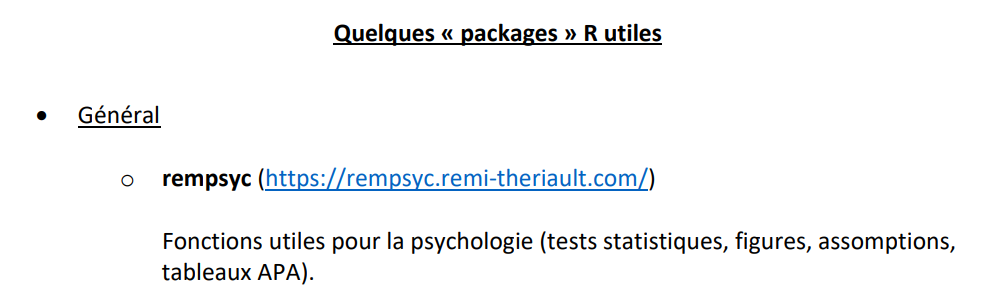 Quelques « packages » R utiles
• Général
o rempsyc (https://rempsyc.remi-theriault.com/)
Fonctions utiles pour la psychologie (tests statistiques, figures, assomptions,
tableaux APA).